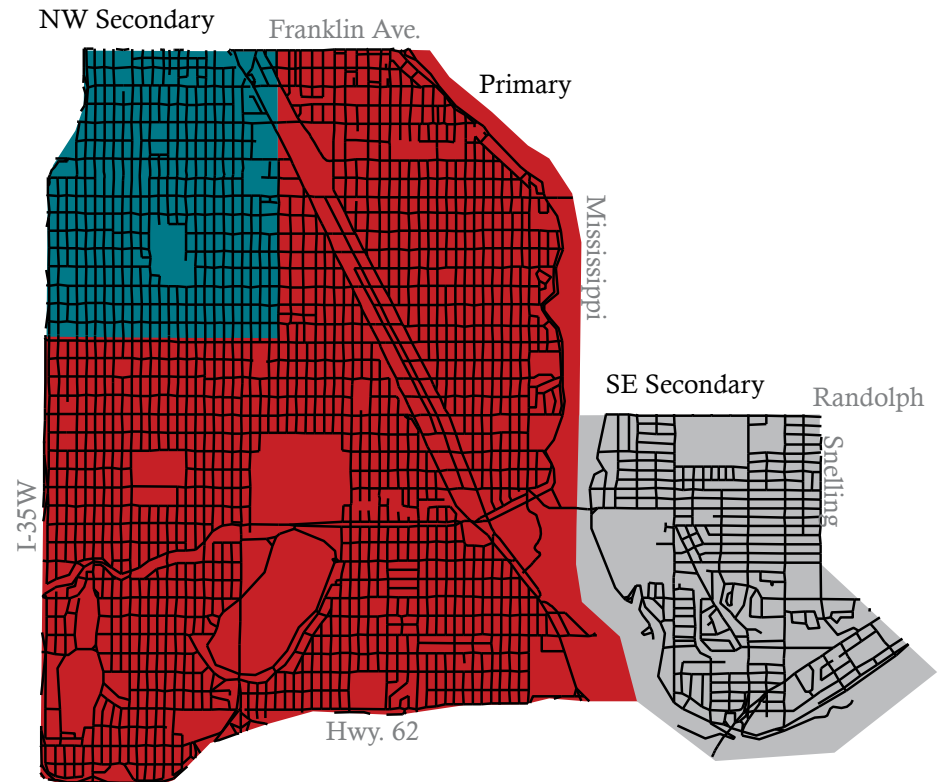 NW Secondary
Franklin Ave.
Primary
Mississippi
SE Secondary
Randolph
Snelling
I-35W
Hwy. 62